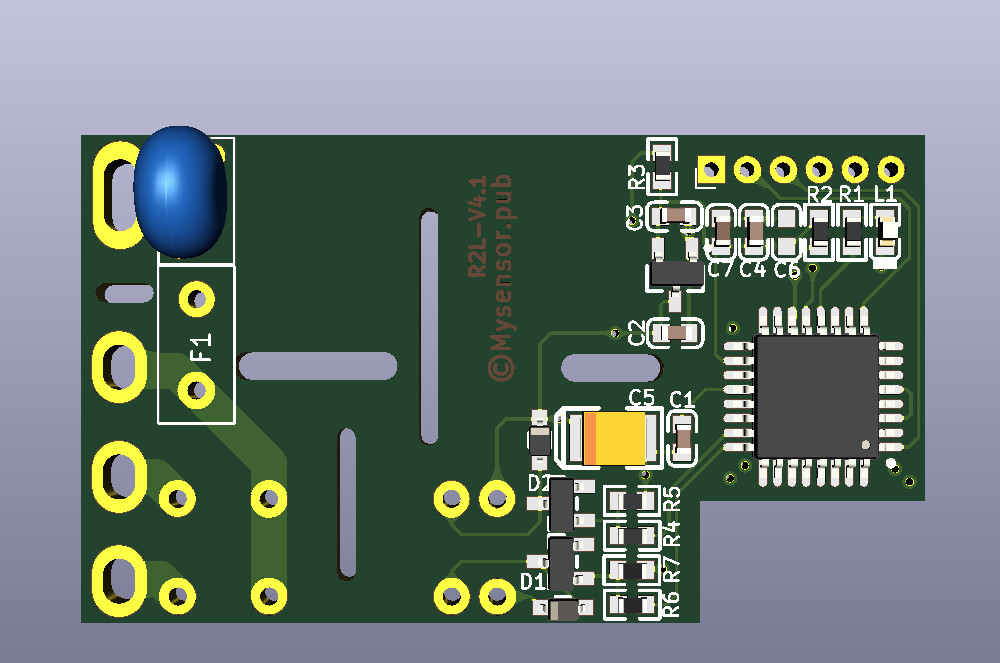 R2L-V4.1
©Mysensor.pub
R3
C3
R2
R1
L1
C7
C4
C6
F1
C2
C5
C1
D2
R5
R4
R7
D1
R6